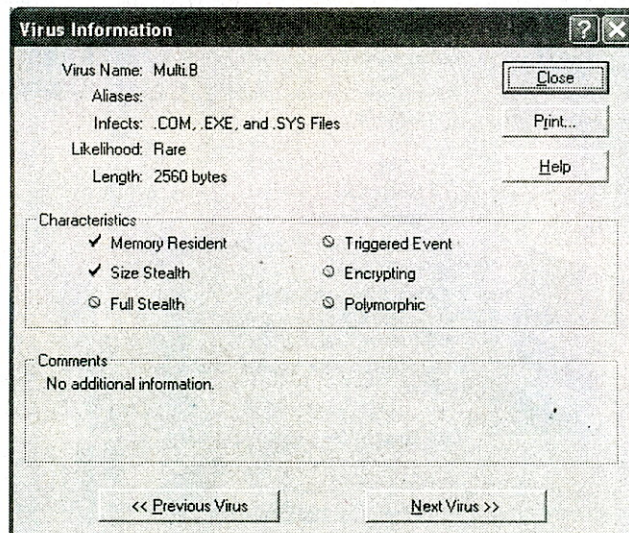 Virus Information
Virus Name: Multi.B
Aliases:
Infects: .COM, .EXE, and .SYS Files
Likelihood: Rare
Length: 2560 bytes
Close
Print...
Help
Characteristics
Memory Resident
Size Stealth
Full Stealth
Triggered Event
Encrypting
Polymorphic
Comments
No additional information.
<< Previous Virus
Next Virus >>